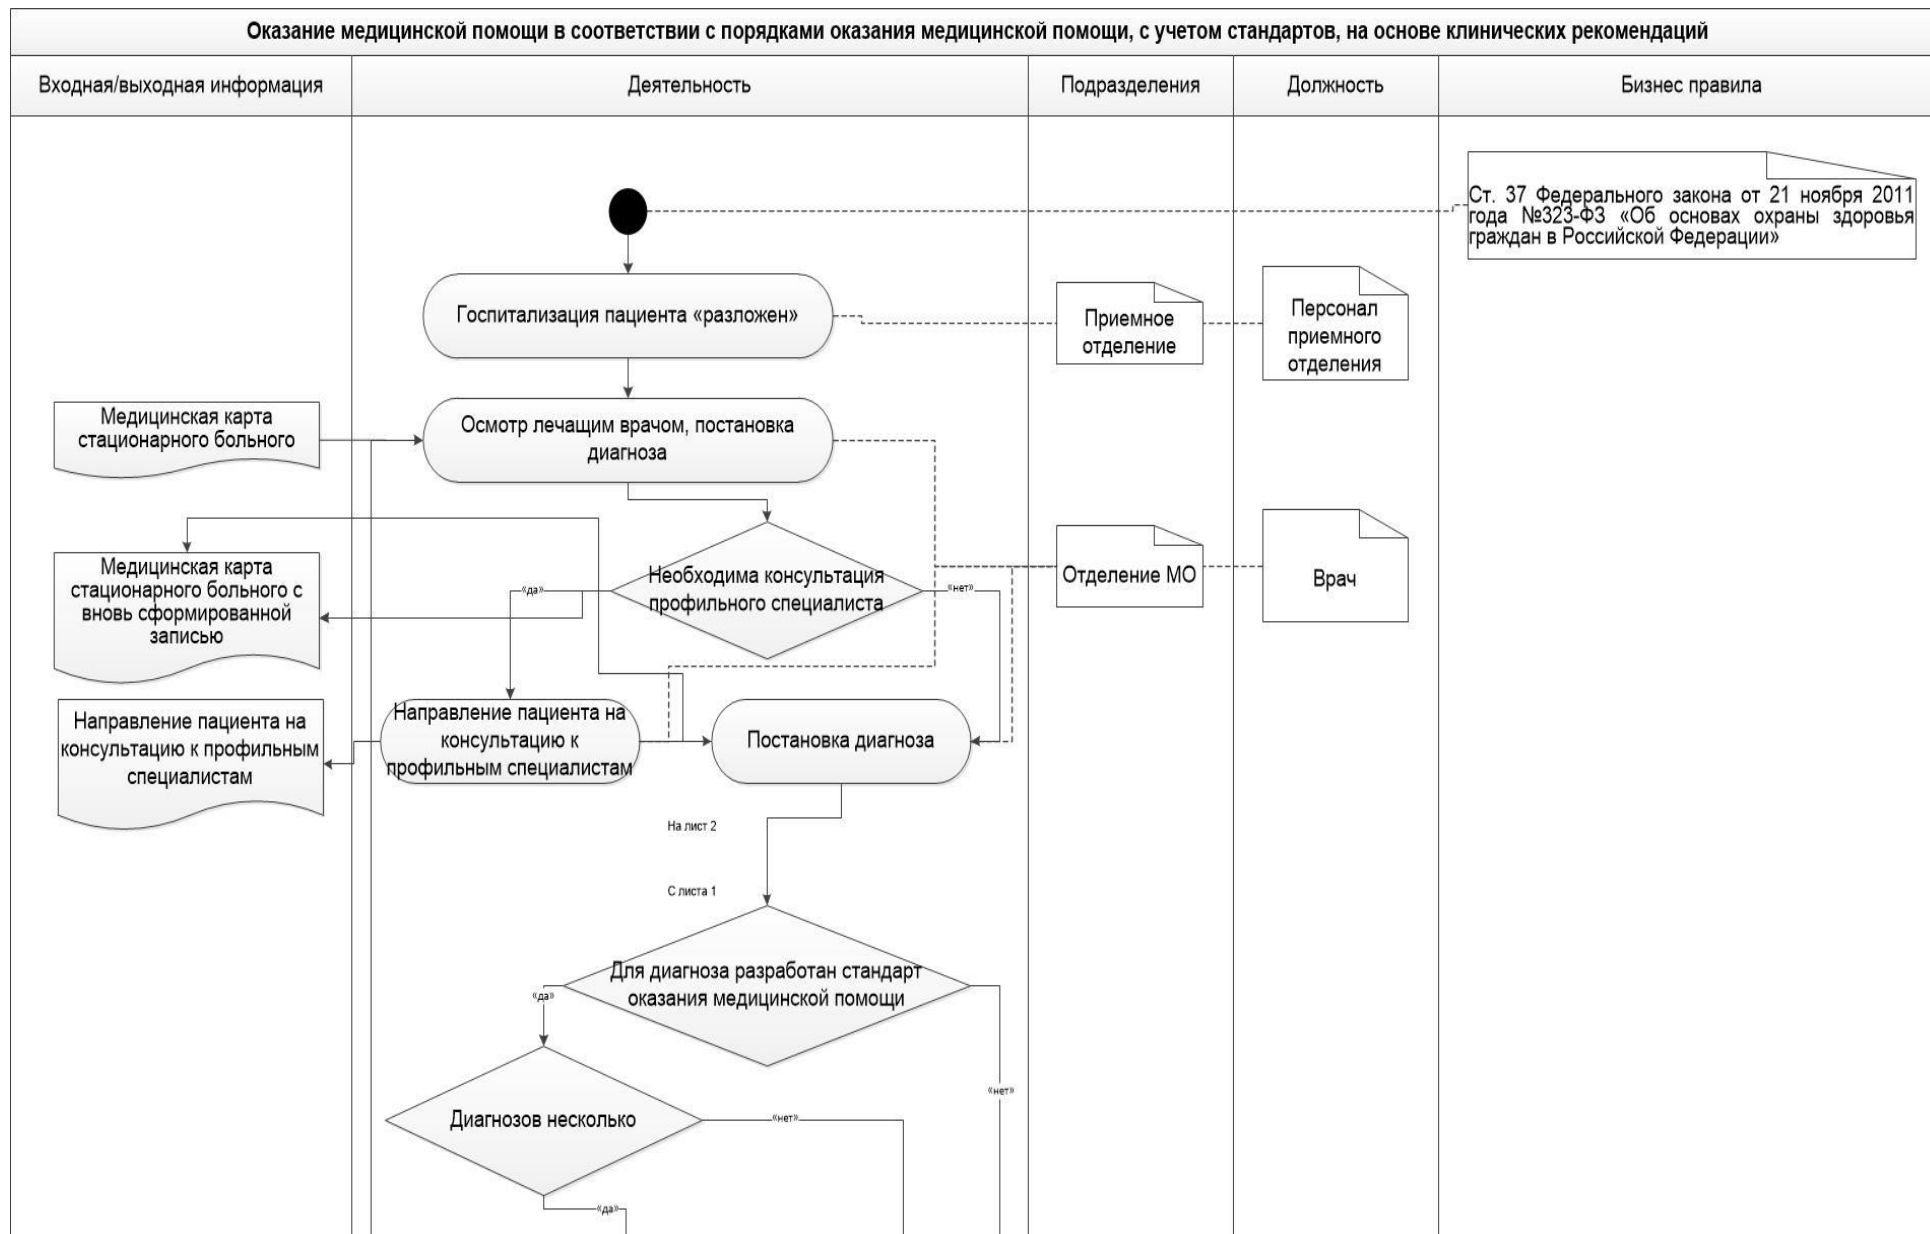 Оказание медицинской помощи в соответствии с порядками оказания медицинской помощи, с учетом стандартов, на основе клинических рекомендаций
Входная/выходная информация
Деятельность
Подразделения
Должность
Бизнес правила
Ст. 37 Федерального закона от 21 ноября 2011
года №323-ФЗ «Об основах охраны здоровья
граждан в Российской Федерации»
Госпитализация пациента «разложен»
Приемное
отделение
Персонал
приемного
отделения
Медицинская карта
стационарного больного
Осмотр лечащим врачом, постановка
диагноза
Медицинская карта
стационарного больного с
вновь сформированной
записью
«да»
Необходима консультация
профильного специалиста
«нет»
Отделение МО
Врач
Направление пациента на
консультацию к профильным
специалистам
Направление пациента на
консультацию к
профильным специалистам
Постановка диагноза
На лист 2
С листа 1
Для диагноза разработан стандарт
оказания медицинской помощи
«да»
«нет»
Диагнозов несколько
«нет»
«да»